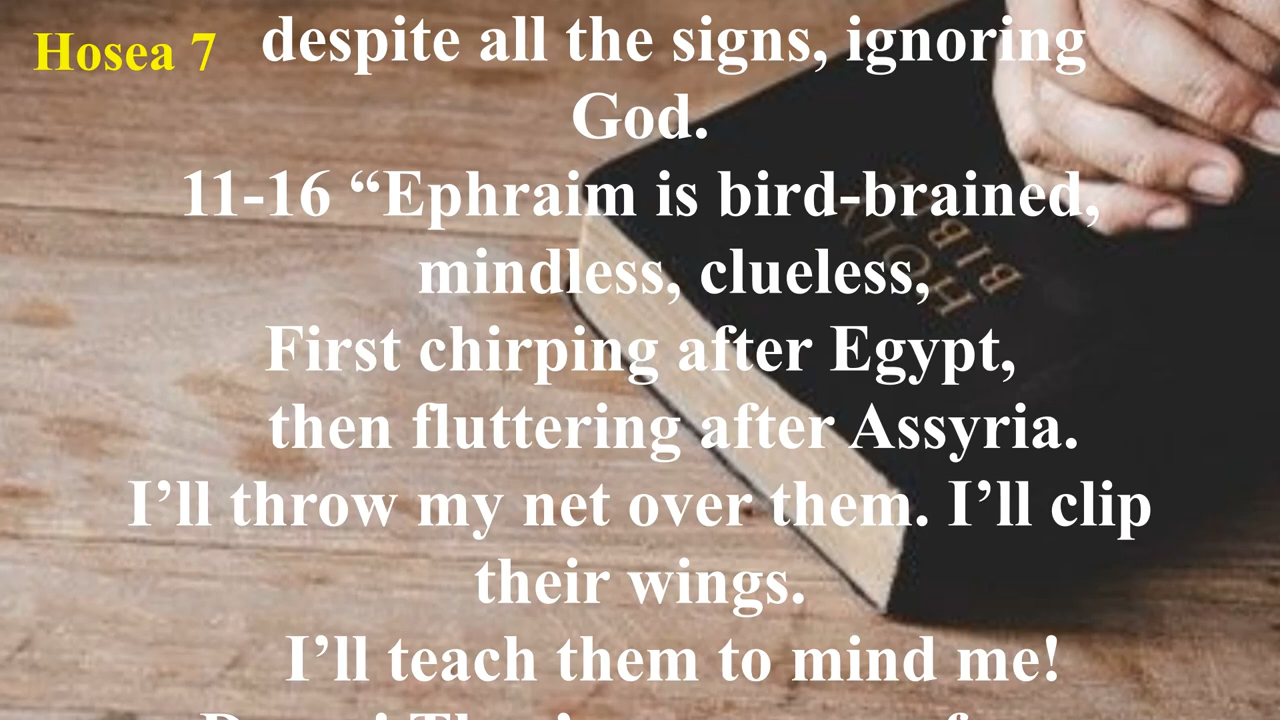 Hosea 7
despite all the signs, ignoring
God.
11-16 “Ephraim is bird-brained,
mindless, clueless,
First chirping after Egypt,
then fluttering after Assyria.
I’ll throw my net over them. I’ll clip
their wings.
I’ll teach them to mind me!
HOLY
BIBLE